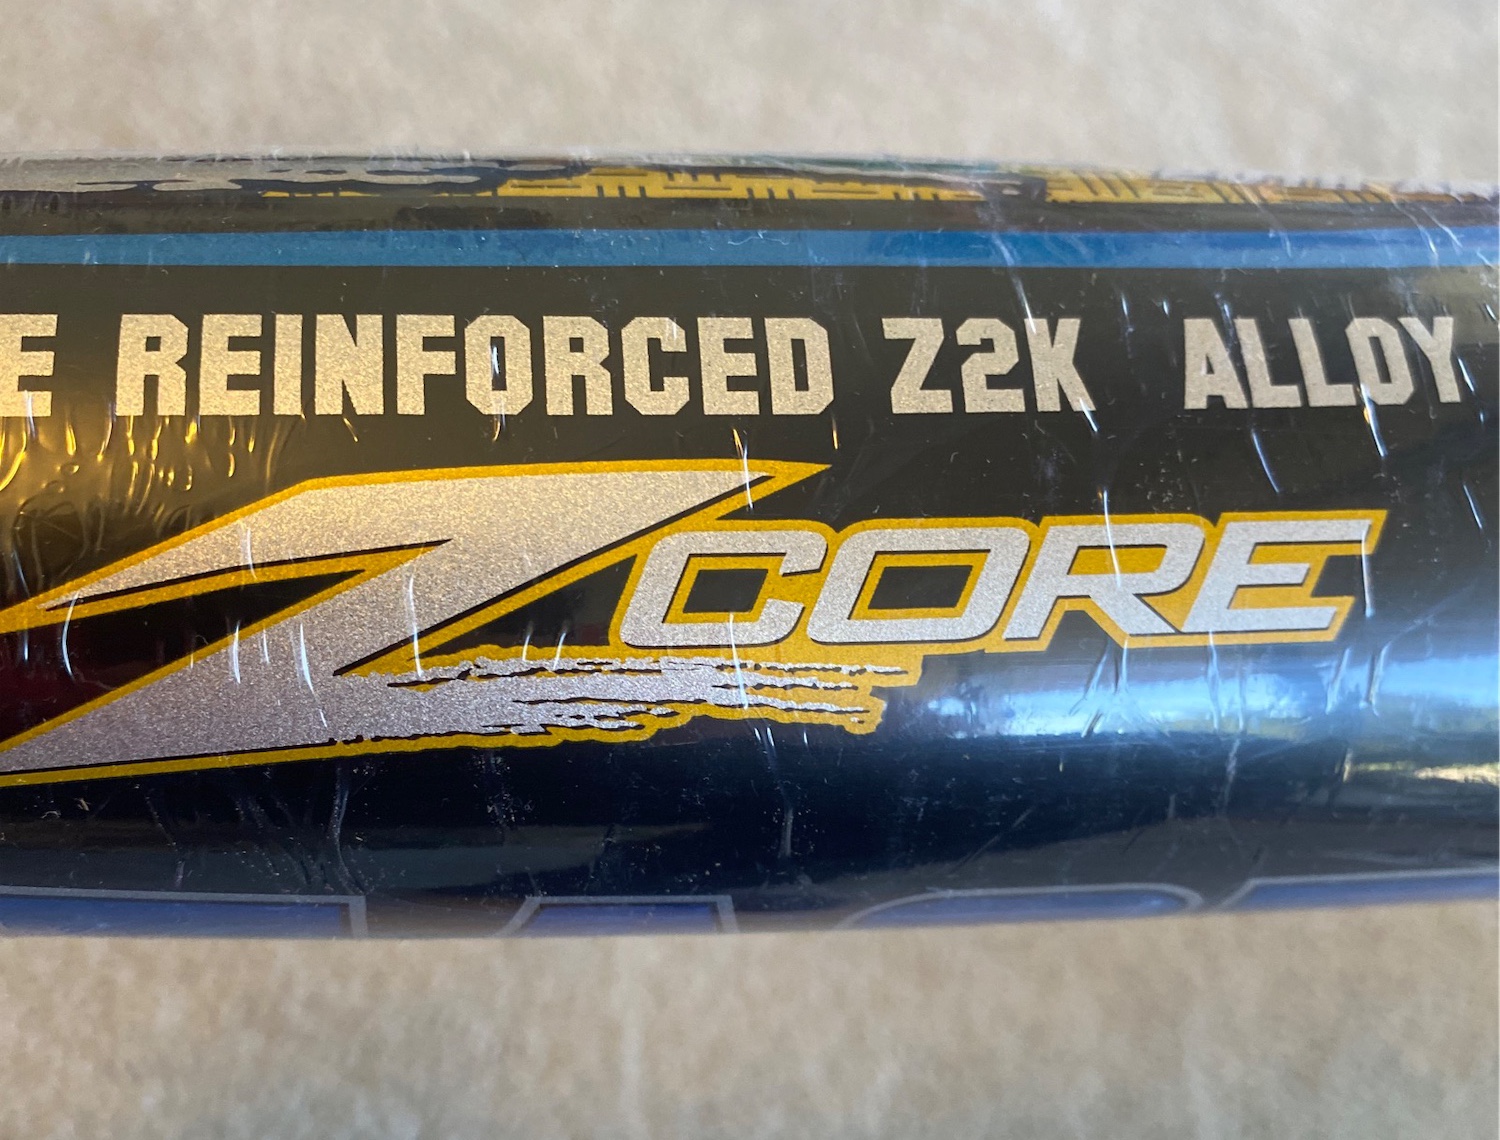 E REINFORCED Z2K ALLOY
ZCORE